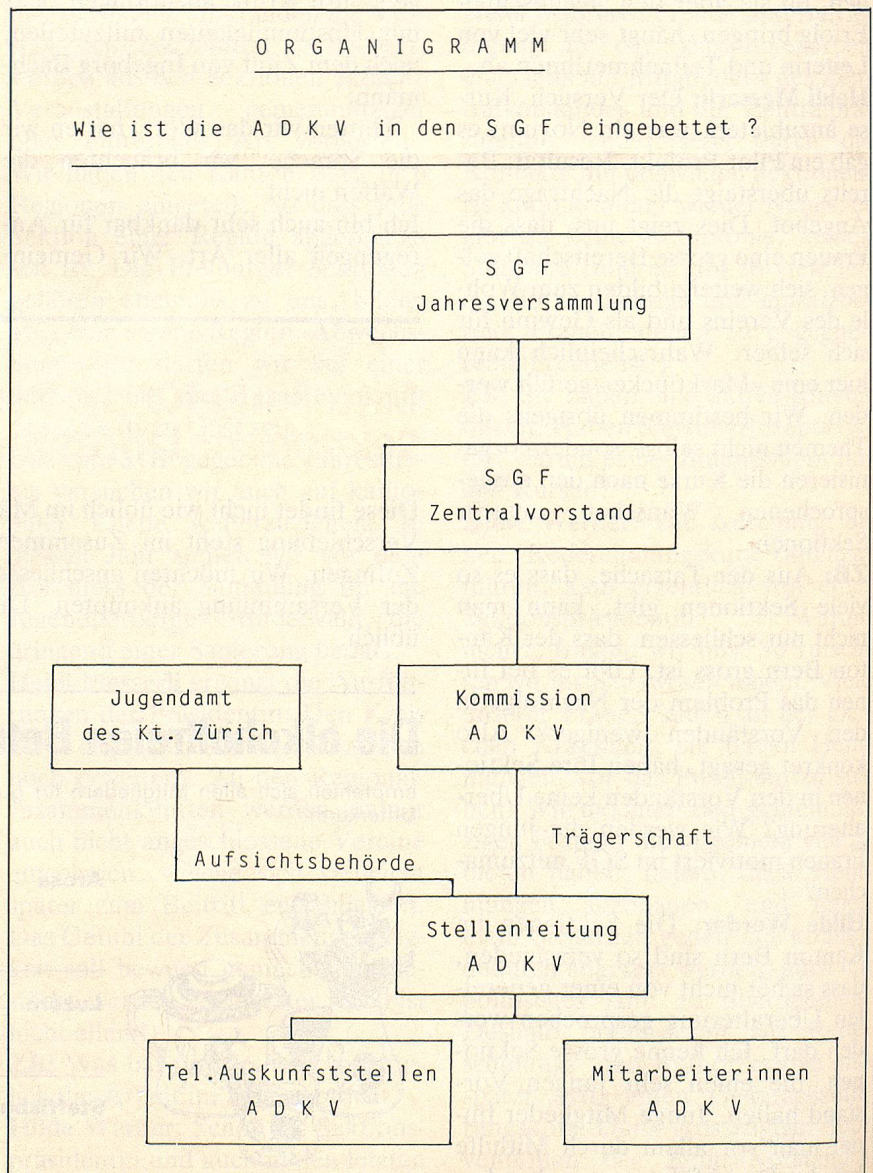 O R G A N I G R A M M
Wie ist die A D K V in den S G F eingebettet ?
S G F
Jahresversammlung
S G F
Zentralvorstand
Jugendamt
des Kt. Zürich
Kommission
A D K V
Aufsichtsbehörde
Trägerschaft
Stellenleitung
A D K V
Tel.Auskunftsstellen
A D K V
Mitarbeiterinnen
A D K V